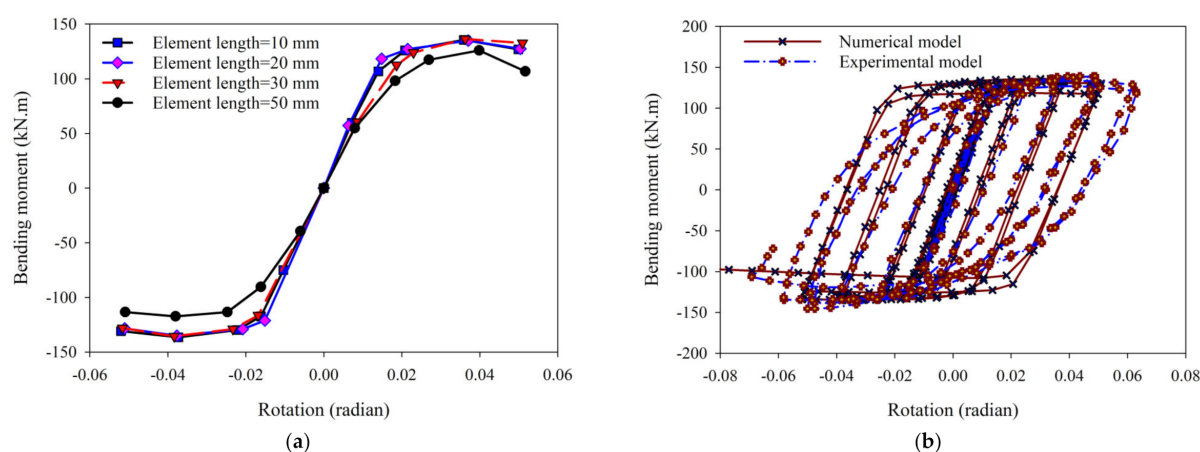 150
100
50
0
-50
-100
-150
Bending moment (kN.m)
Element length=10 mm
Element length=20 mm
Element length=30 mm
Element length=50 mm
-0.06 -0.04 -0.02 0.00 0.02 0.04 0.06
Rotation (radian)
(a)
200
150
100
50
0
-50
-100
-150
-200
Bending moment (kN.m)
Numerical model
Experimental model
-0.08 -0.06 -0.04 -0.02 0.00 0.02 0.04 0.06 0.08
Rotation (radian)
(b)